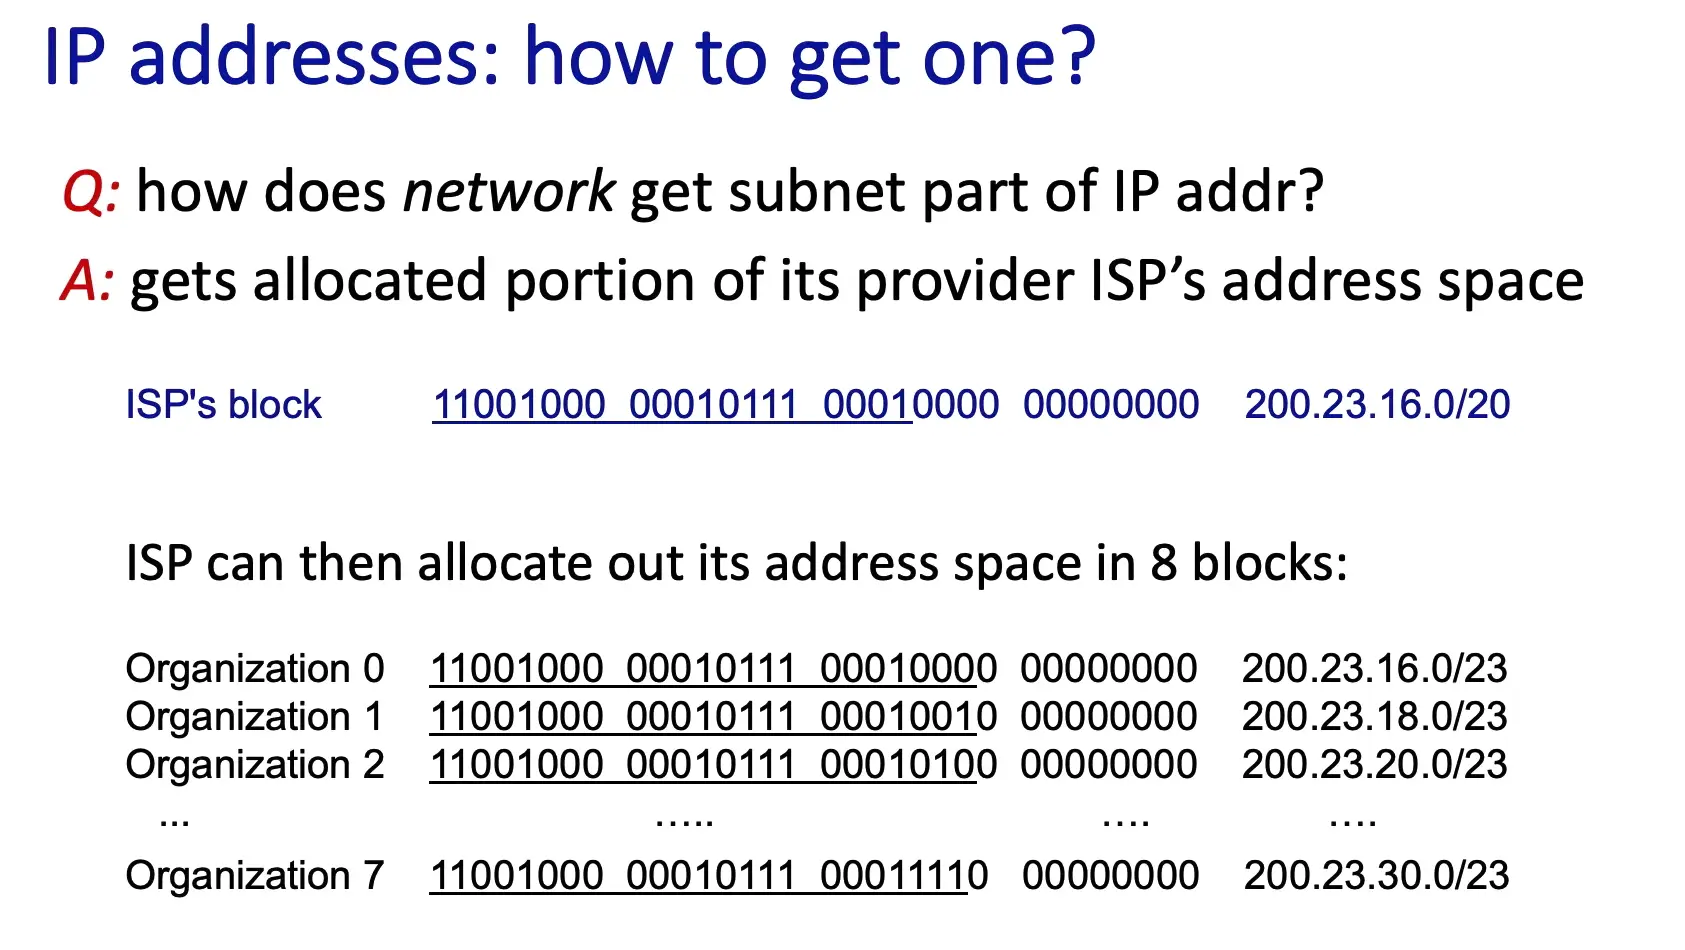 IP addresses: how to get one?
Q: how does network get subnet part of IP addr?
A: gets allocated portion of its provider ISP’s address space
ISP's block 11001000 00010111 00010000 00000000 200.23.16.0/20
ISP can then allocate out its address space in 8 blocks:
Organization 0 11001000 00010111 00010000 00000000 200.23.16.0/23
Organization 1 11001000 00010111 00010010 00000000 200.23.18.0/23
Organization 2 11001000 00010111 00010100 00000000 200.23.20.0/23
... ….. …. ….
Organization 7 11001000 00010111 00011110 00000000 200.23.30.0/23